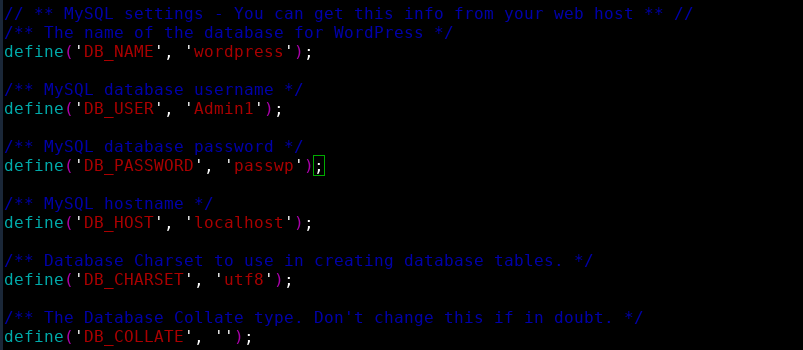 // ** MySQL settings - You can get this info from your web host ** //
/** The name of the database for WordPress */
define('DB_NAME', 'wordpress');
/** MySQL database username */
define('DB_USER', 'Admin1');
/** MySQL database password */
define('DB_PASSWORD', 'passwp');
/** MySQL hostname */
define('DB_HOST', 'localhost');
/** Database Charset to use in creating database tables. */
define('DB_CHARSET', 'utf8');
/** The Database Collate type. Don't change this if in doubt. */
define('DB_COLLATE', '');